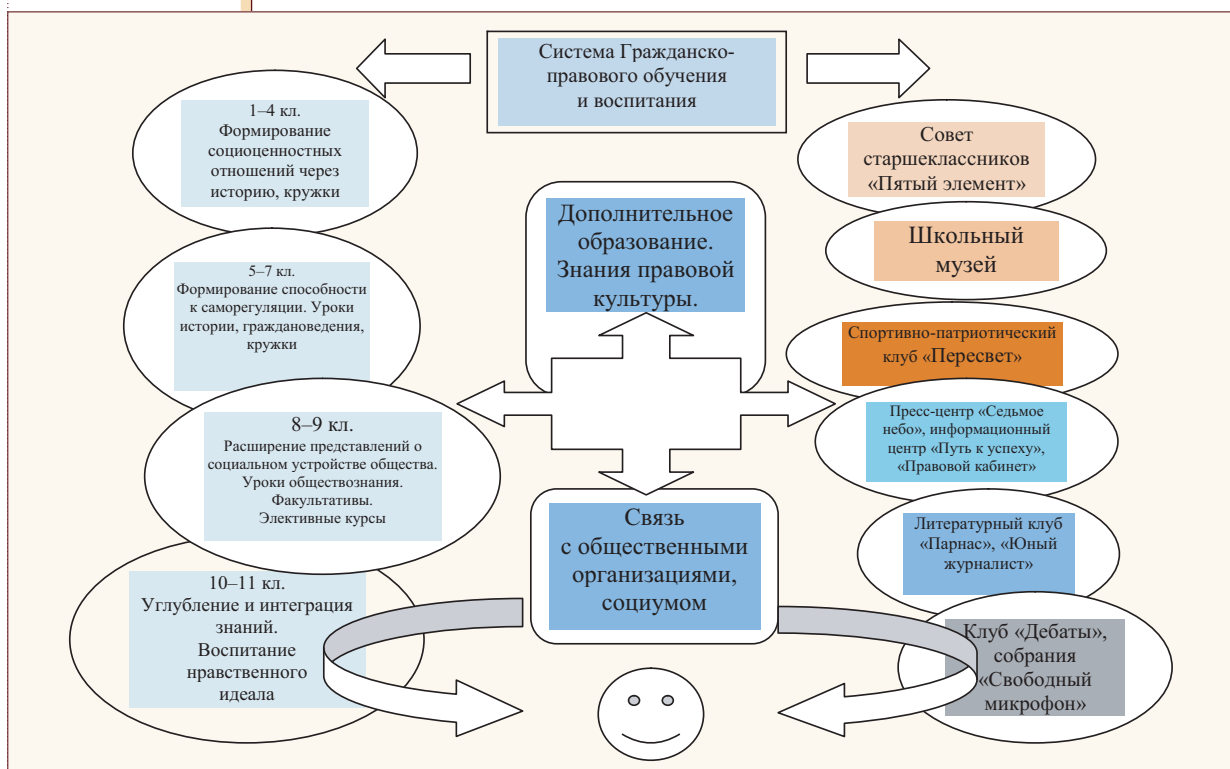 Система Гражданско-
правового обучения
и воспитания
1–4 кл.
Формирование
социоценностных
отношений через
историю, кружки
5–7 кл.
Формирование способности
к саморегуляции. Уроки
истории, граждановедения,
кружки
8–9 кл.
Расширение представлений о
социальном устройстве общества.
Уроки обществознания.
Факультативы.
Элективные курсы
10–11 кл.
Углубление и интеграция
знаний.
Воспитание
нравственного
идеала
Дополнительное
образование.
Знания правовой
культуры.
Связь
с общественными
организациями,
социумом
Совет
старшеклассников
«Пятый элемент»
Школьный
музей
Спортивно-патриотический
клуб «Пересвет»
Пресс-центр «Седьмое
небо», информационный
центр «Путь к успеху»,
«Правовой кабинет»
Литературный клуб
«Парнас», «Юный
журналист»
Клуб «Дебаты»,
собрания
«Свободный
микрофон»